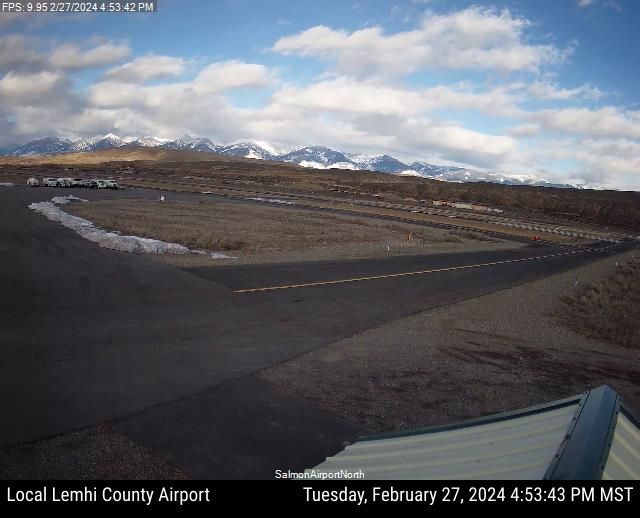 FPS: 9.95 2/27/2024 4:53:42 PM
SalmonAirportNorth
Local Lemhi County Airport
Tuesday, February 27, 2024 4:53:43 PM MST